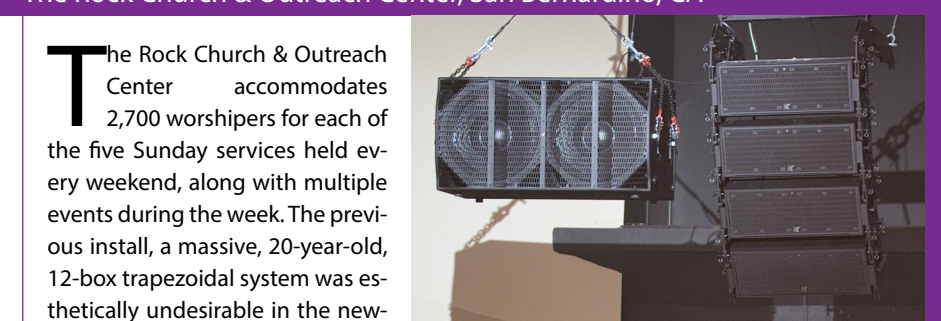 The Rock Church & Outreach Center, San Bernardino, CA
The Rock Church & Outreach
Center accommodates
2,700 worshipers for each of
the five Sunday services held ev-
ery weekend, along with multiple
events during the week. The previ-
ous install, a massive, 20-year-old,
12-box trapezoidal system was es-
thetically undesirable in the new-